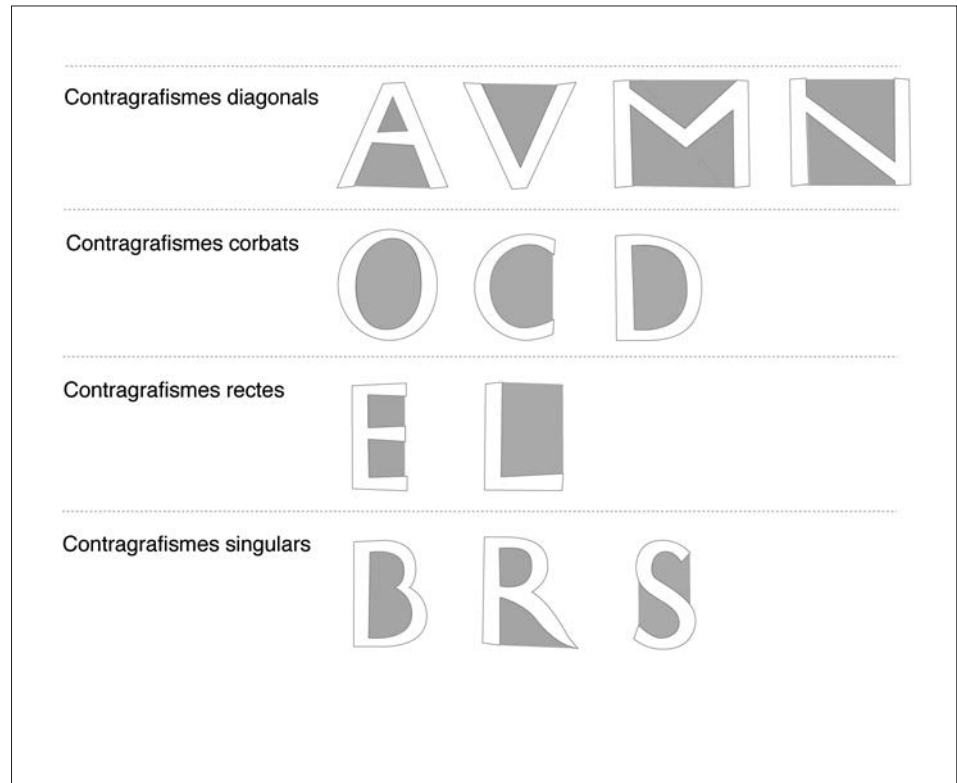 Contragrafismes diagonals A V M N
Contragrafismes corbats O C D
Contragrafismes rectes E L
Contragrafismes singulars B R S